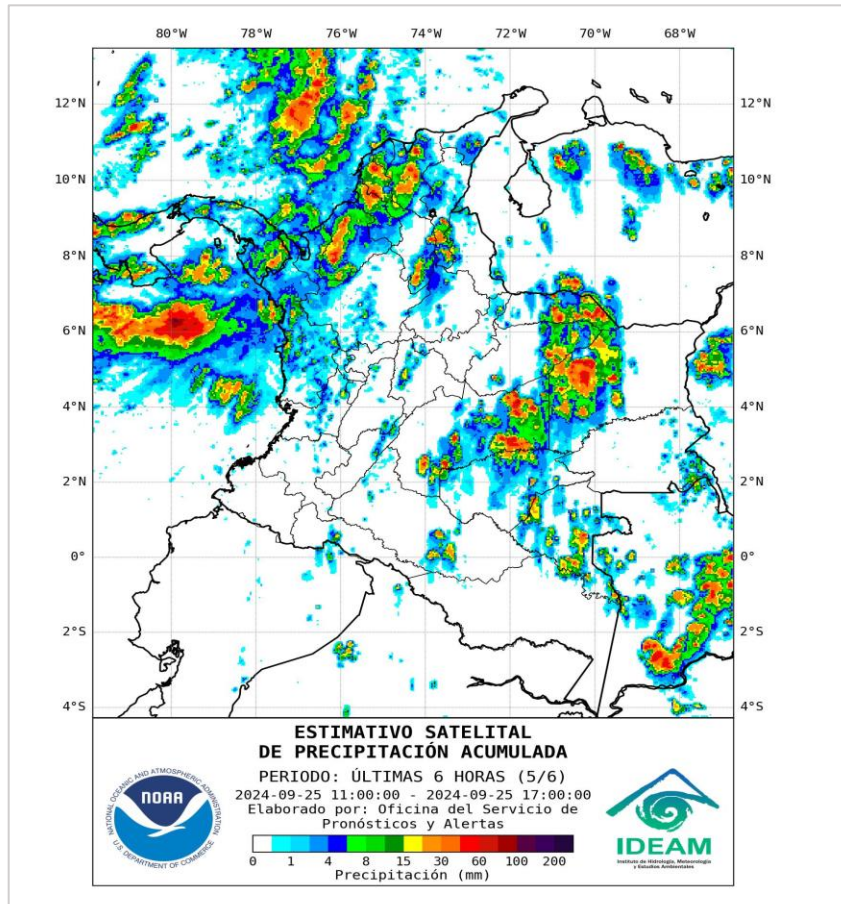 80°W 78°W 76°W 74°W 72°W 70°W 68°W
12°N 12°N
10°N 10°N
8°N 8°N
6°N 6°N
4°N 4°N
2°N 2°N
0° 0°
2°S 2°S
4°S 4°S
ESTIMATIVO SATELITAL
DE PRECIPITACIÓN ACUMULADA
PERIODO: ÚLTIMAS 6 HORAS (5/6)
2024-09-25 11:00:00 - 2024-09-25 17:00:00
Elaborado por: Oficina del Servicio de
Pronósticos y Alertas
0 1 4 8 15 30 60 100 200
Precipitación (mm)
NATIONAL OCEANIC AND ATMOSPHERIC ADMINISTRATION
NOAA
U.S. DEPARTMENT OF COMMERCE
IDEAM
Instituto de Hidrología, Meteorología
y Estudios Ambientales